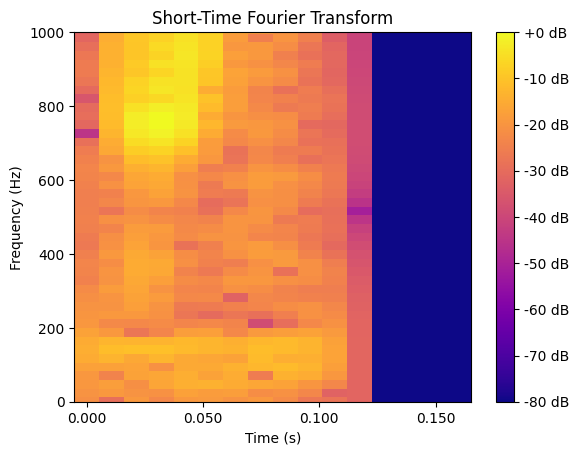 Short-Time Fourier Transform
1000
800
600
400
200
0
Frequency (Hz)
0.000
0.050
0.100
0.150
Time (s)
+0 dB
-10 dB
-20 dB
-30 dB
-40 dB
-50 dB
-60 dB
-70 dB
-80 dB